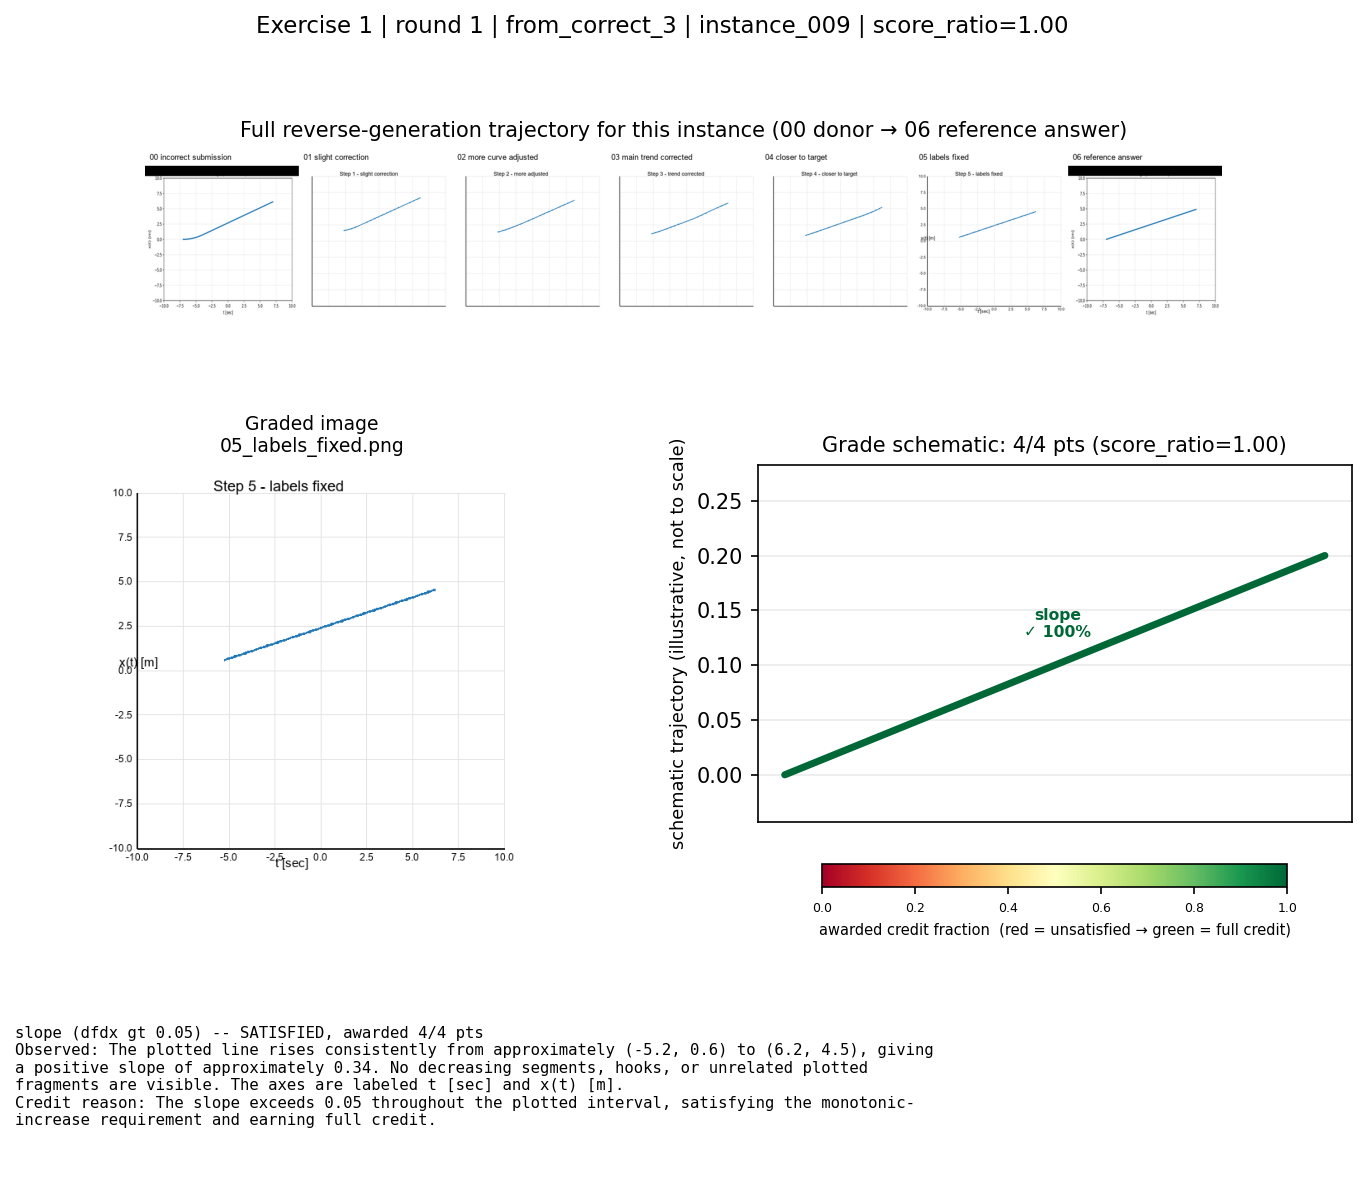 Exercise 1 | round 1 | from_correct_3 | instance_009 | score_ratio=1.00
Full reverse-generation trajectory for this instance (00 donor → 06 reference answer)
00 incorrect submission
01 slight correction
02 more curve adjusted
03 main trend corrected
04 closer to target
05 labels fixed
06 reference answer
Step 1 - slight correction
Step 2 - more adjusted
Step 3 - trend corrected
Step 4 - closer to target
Step 5 - labels fixed
t [sec]
x(t) [m]
t [sec]
t [sec]
Graded image
05_labels_fixed.png
Step 5 - labels fixed
10.0
7.5
5.0
2.5
x(t) [m]
0.0
-2.5
-5.0
-7.5
-10.0
-10.0 -7.5 -5.0 -2.5 0.0 2.5 5.0 7.5 10.0
t [sec]
Grade schematic: 4/4 pts (score_ratio=1.00)
schematic trajectory (illustrative, not to scale)
0.25
0.20
0.15
0.10
0.05
0.00
slope
✓ 100%
0.0 0.2 0.4 0.6 0.8 1.0
awarded credit fraction (red = unsatisfied → green = full credit)
slope (dfdx gt 0.05) -- SATISFIED, awarded 4/4 pts
Observed: The plotted line rises consistently from approximately (-5.2, 0.6) to (6.2, 4.5), giving
a positive slope of approximately 0.34. No decreasing segments, hooks, or unrelated plotted
fragments are visible. The axes are labeled t [sec] and x(t) [m].
Credit reason: The slope exceeds 0.05 throughout the plotted interval, satisfying the monotonic-
increase requirement and earning full credit.